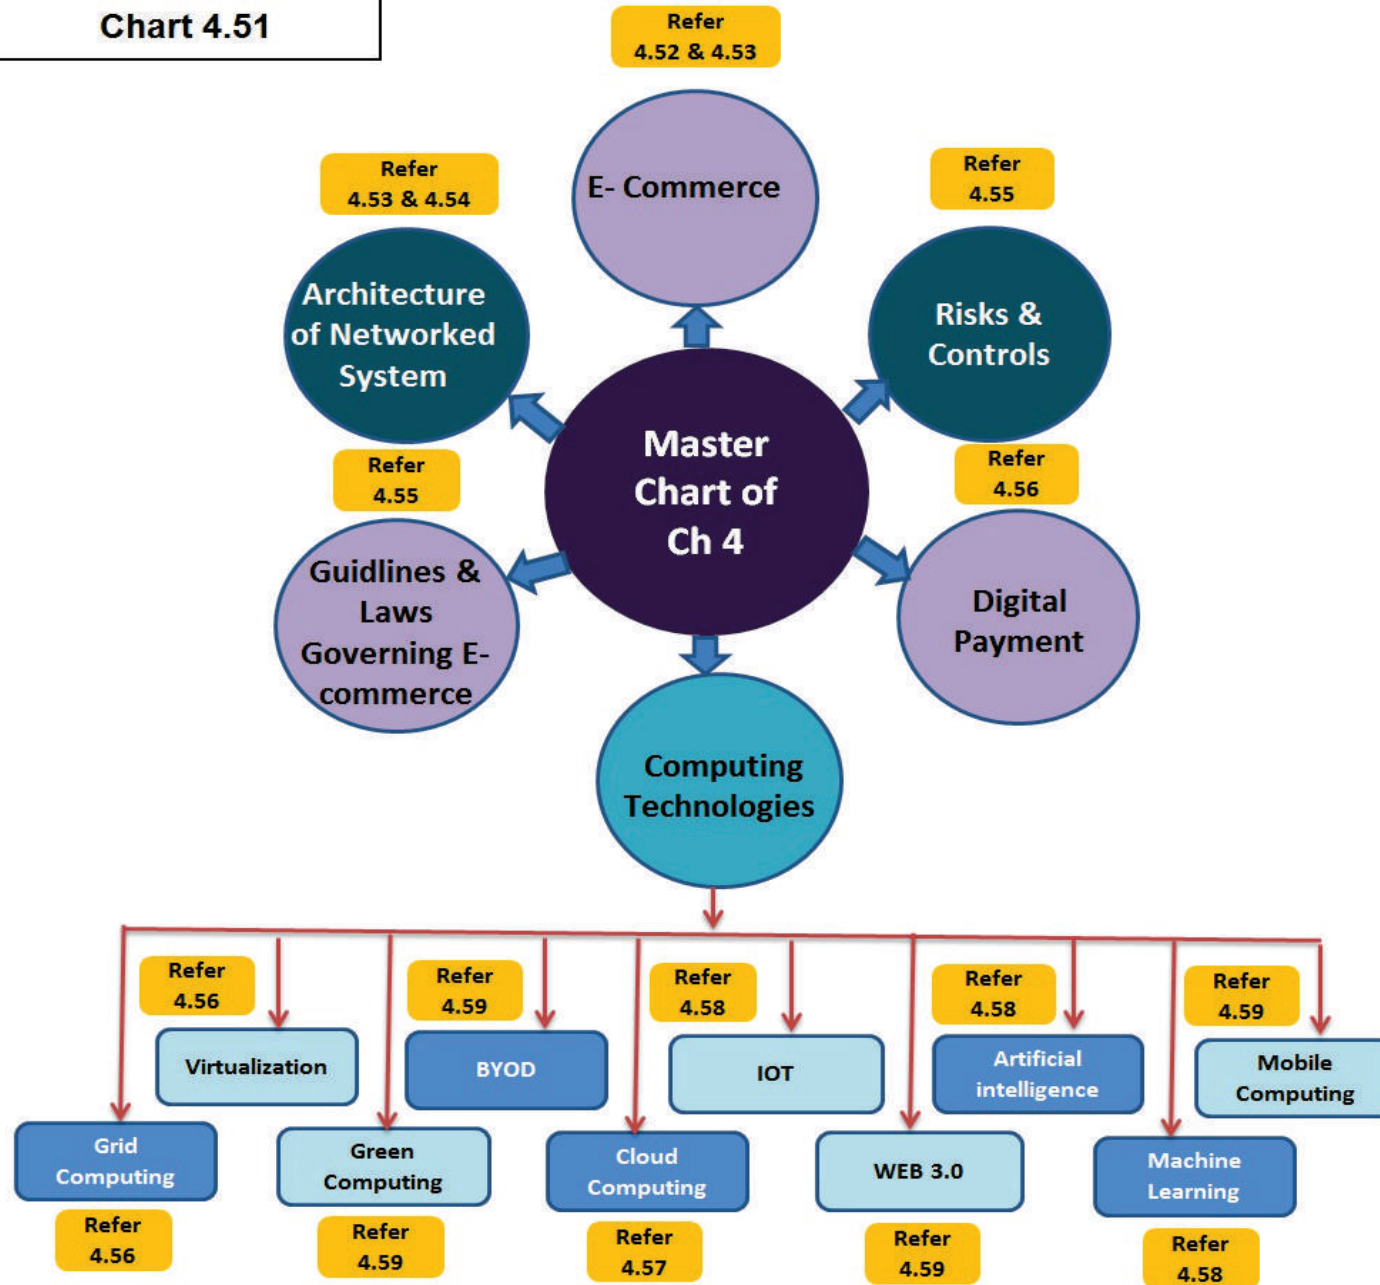 Chart 4.51
Refer
4.52 & 4.53
E- Commerce
Refer
4.53 & 4.54
Architecture
of Networked
System
Refer
4.55
Risks &
Controls
Master
Chart of
Ch 4
Refer
4.55
Guidlines &
Laws
Governing E-
commerce
Refer
4.56
Digital
Payment
Computing
Technologies
Refer
4.56
Virtualization
Refer
4.59
BYOD
Refer
4.58
IOT
Refer
4.58
Artificial
intelligence
Refer
4.59
Mobile
Computing
Grid
Computing
Refer
4.56
Green
Computing
Refer
4.59
Cloud
Computing
Refer
4.57
WEB 3.0
Refer
4.59
Machine
Learning
Refer
4.58